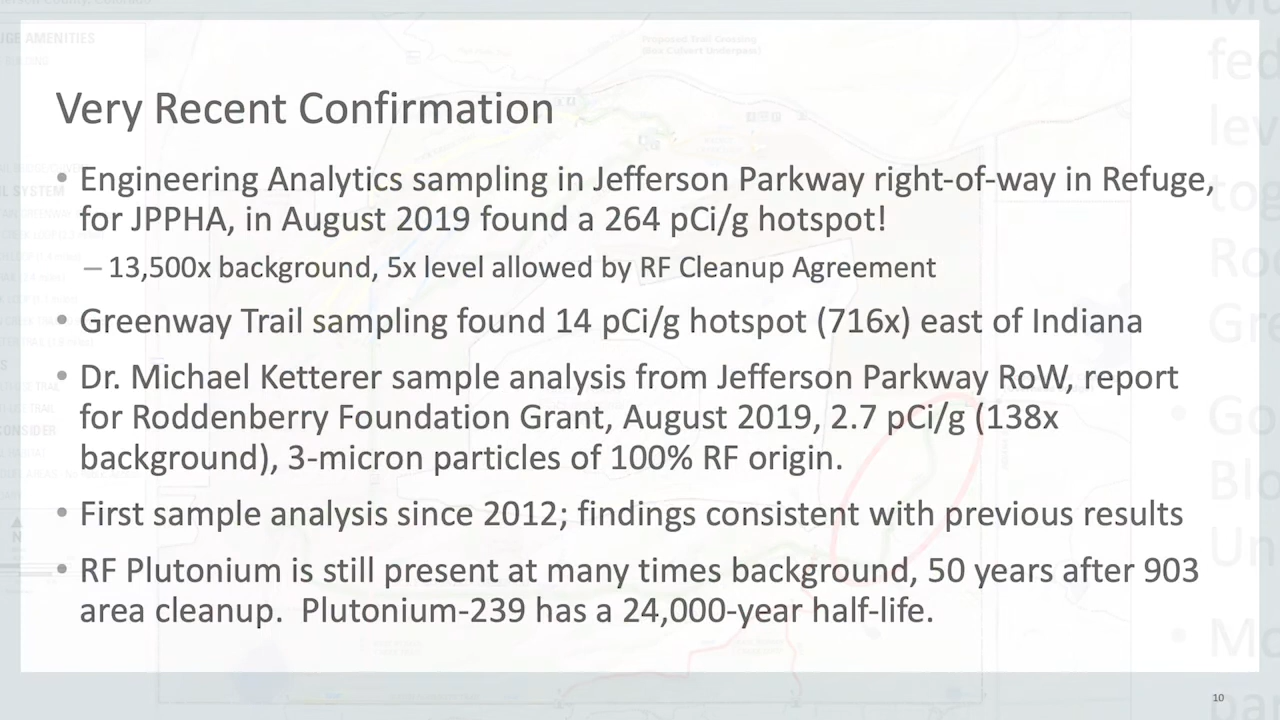 Very Recent Confirmation
• Engineering Analytics sampling in Jefferson Parkway right-of-way in Refuge,
for JPPHA, in August 2019 found a 264 pCi/g hotspot!
– 13,500x background, 5x level allowed by RF Cleanup Agreement
• Greenway Trail sampling found 14 pCi/g hotspot (716x) east of Indiana
• Dr. Michael Ketterer sample analysis from Jefferson Parkway RoW, report
for Roddenberry Foundation Grant, August 2019, 2.7 pCi/g (138x
background), 3-micron particles of 100% RF origin.
• First sample analysis since 2012; findings consistent with previous results
• RF Plutonium is still present at many times background, 50 years after 903
area cleanup.  Plutonium-239 has a 24,000-year half-life.
10